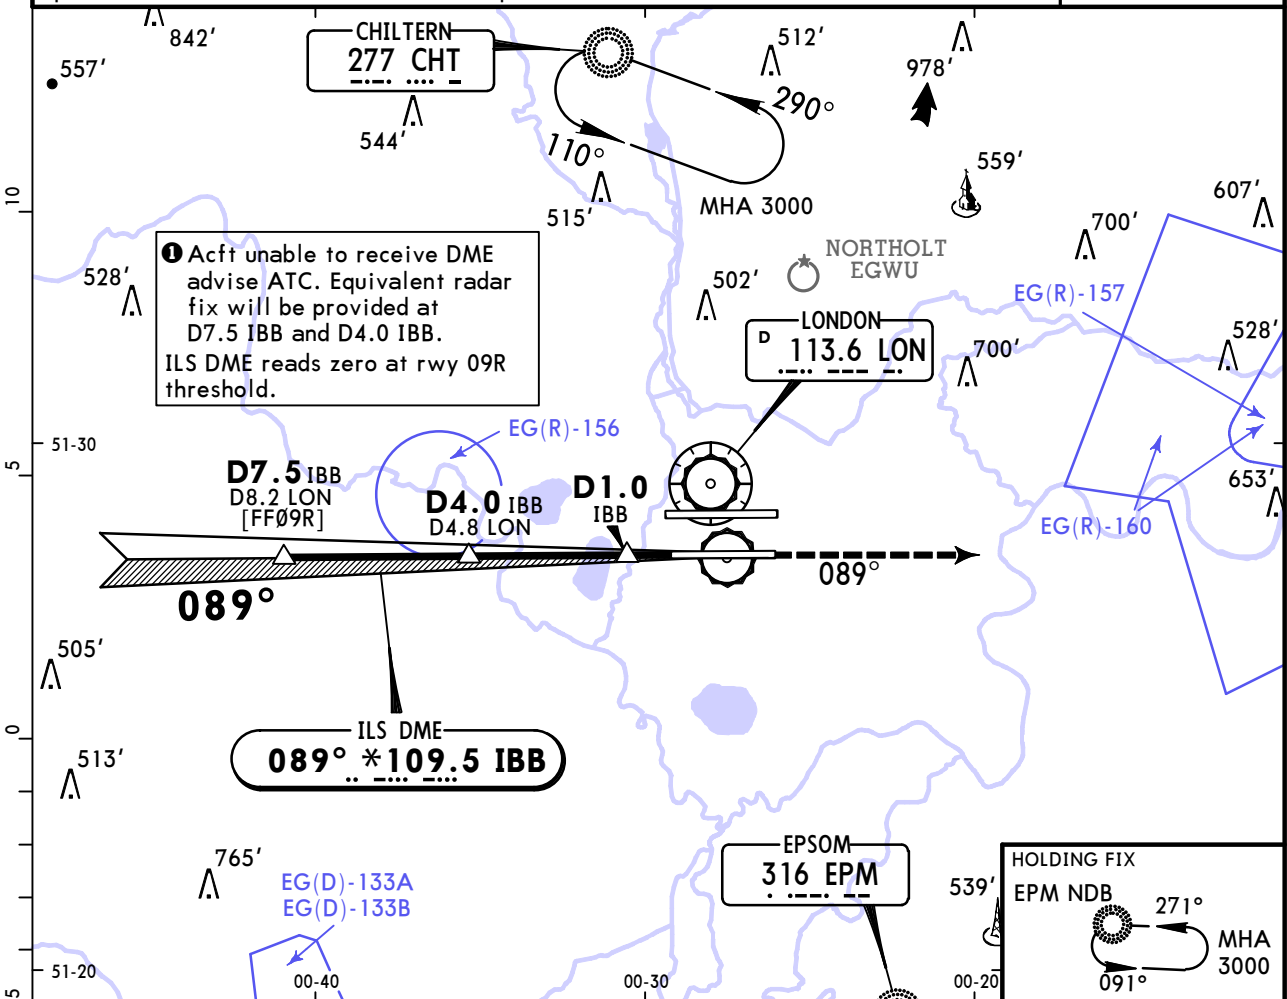 842'
CHILTERN
277 CHT
512'
978'
557'
544'
290°
110°
559'
515'
MHA 3000
607'
10
700'
NORTHOLT
EGWU
❶ Acft unable to receive DME
advise ATC. Equivalent radar
fix will be provided at
D7.5 IBB and D4.0 IBB.
ILS DME reads zero at rwy 09R
threshold.
528'
502'
EG(R)-157
LONDON
D 113.6 LON
528'
700'
EG(R)-156
51-30
5
D7.5 IBB
D8.2 LON
[FFØ9R]
D4.0 IBB
D4.8 LON
D1.0
IBB
653'
EG(R)-160
089°
089°
505'
ILS DME
089° *109.5 IBB
0
513'
EPSOM
316 EPM
765'
EG(D)-133A
EG(D)-133B
539'
HOLDING FIX
EPM NDB
271°
MHA
3000
091°
51-20
5
00-40
00-30
00-20